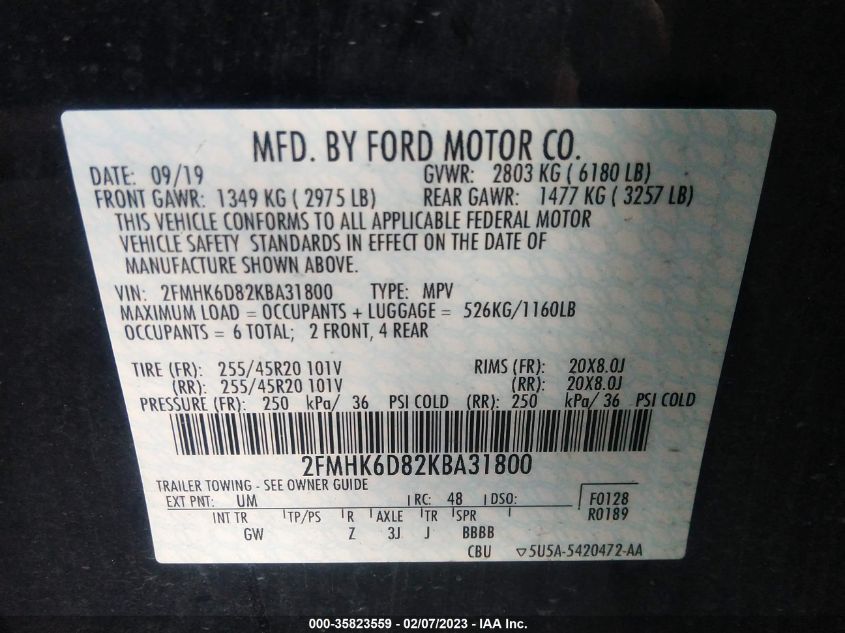 MFD. BY FORD MOTOR CO.
DATE: 09/19 GVWR: 2803 KG ( 6180 LB)
FRONT GAWR: 1349 KG ( 2975 LB) REAR GAWR: 1477 KG ( 3257 LB)
THIS VEHICLE CONFORMS TO ALL APPLICABLE FEDERAL MOTOR
VEHICLE SAFETY STANDARDS IN EFFECT ON THE DATE OF
MANUFACTURE SHOWN ABOVE.
VIN: 2FMHK6D82KBA31800 TYPE: MPV
MAXIMUM LOAD = OCCUPANTS + LUGGAGE = 526KG/1160LB
OCCUPANTS = 6 TOTAL; 2 FRONT, 4 REAR
TIRE (FR): 255/45R20 101V RIMS (FR): 20X8.0J
(RR): 255/45R20 101V (RR): 20X8.0J
PRESSURE (FR): 250 kPa/ 36 PSI COLD (RR): 250 kPa/ 36 PSI COLD
2FMHK6D82KBA31800
TRAILER TOWING - SEE OWNER GUIDE
EXT PNT: UM RC: 48 DSO: F0128
INT TR TP/PS R AXLE TR SPR R0189
GW Z 3J J BBBB
CBU ▽5U5A-5420472-AA
000-35823559 — 02/07/2023 — IAA Inc.